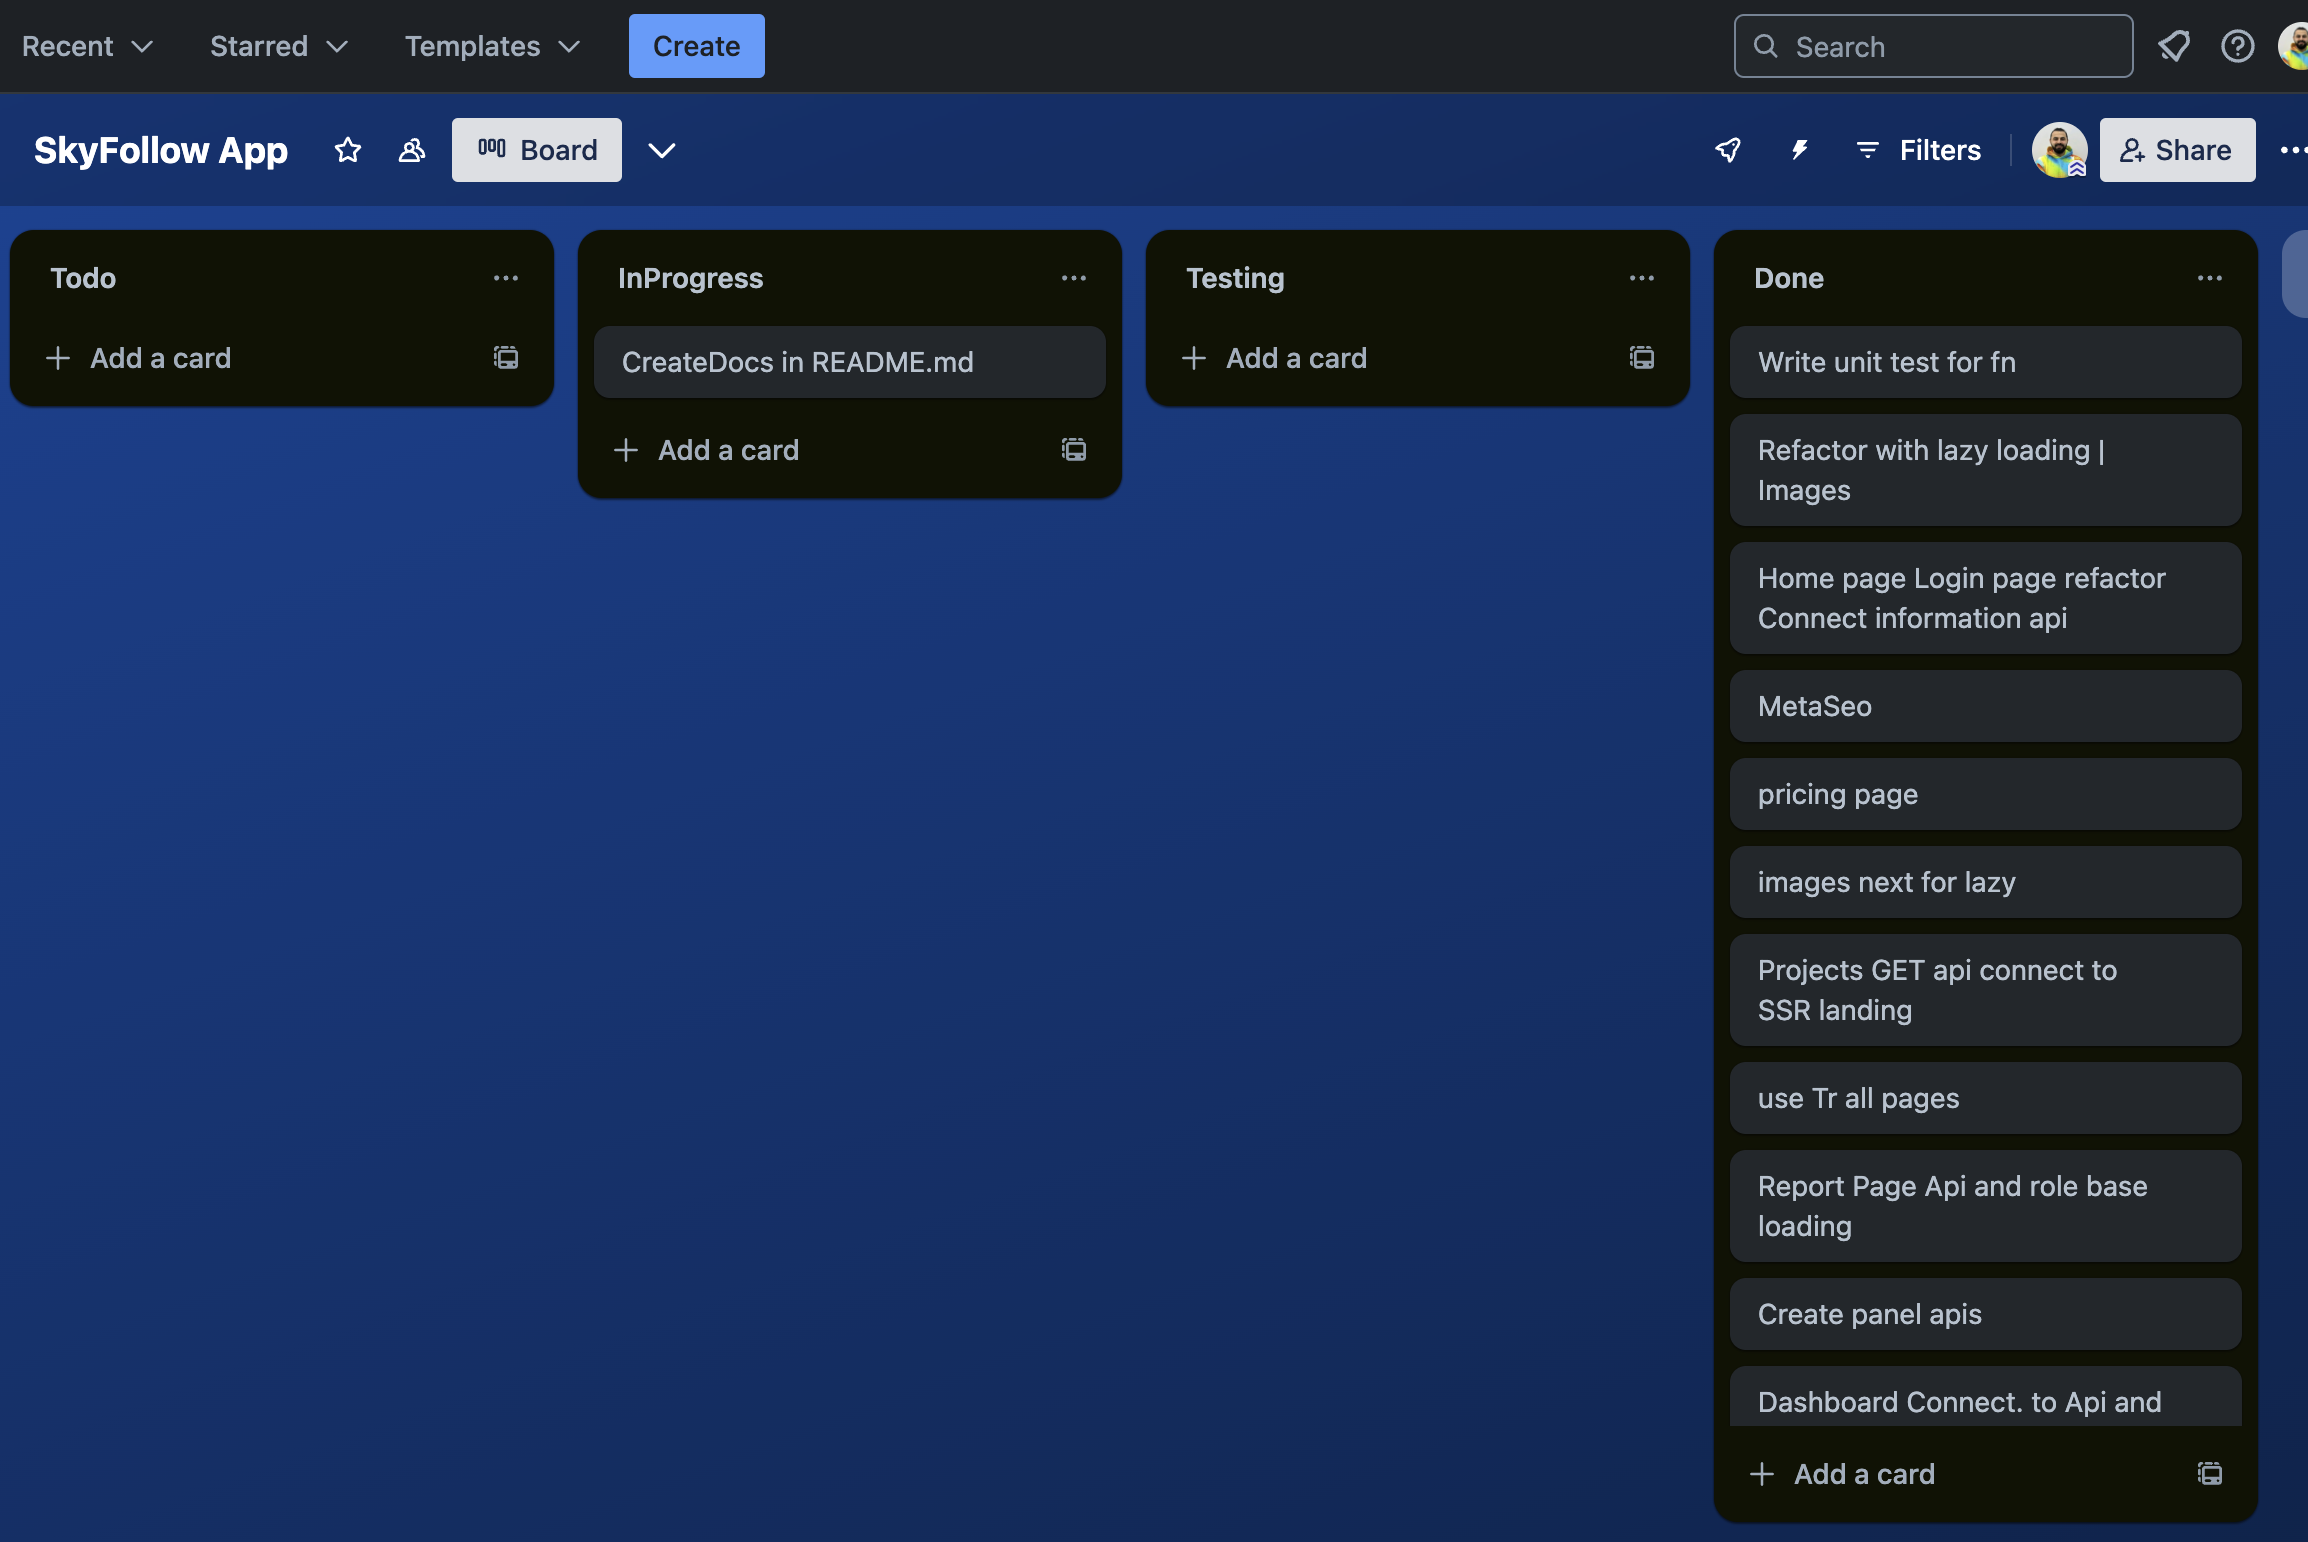 Recent
Starred
Templates
Create
Search
SkyFollow App
Board
Filters
Share
Todo
Add a card
InProgress
CreateDocs in README.md
Add a card
Testing
Add a card
Done
Write unit test for fn
Refactor with lazy loading |
Images
Home page Login page refactor
Connect information api
MetaSeo
pricing page
images next for lazy
Projects GET api connect to
SSR landing
use Tr all pages
Report Page Api and role base
loading
Create panel apis
Dashboard Connect. to Api and
Add a card